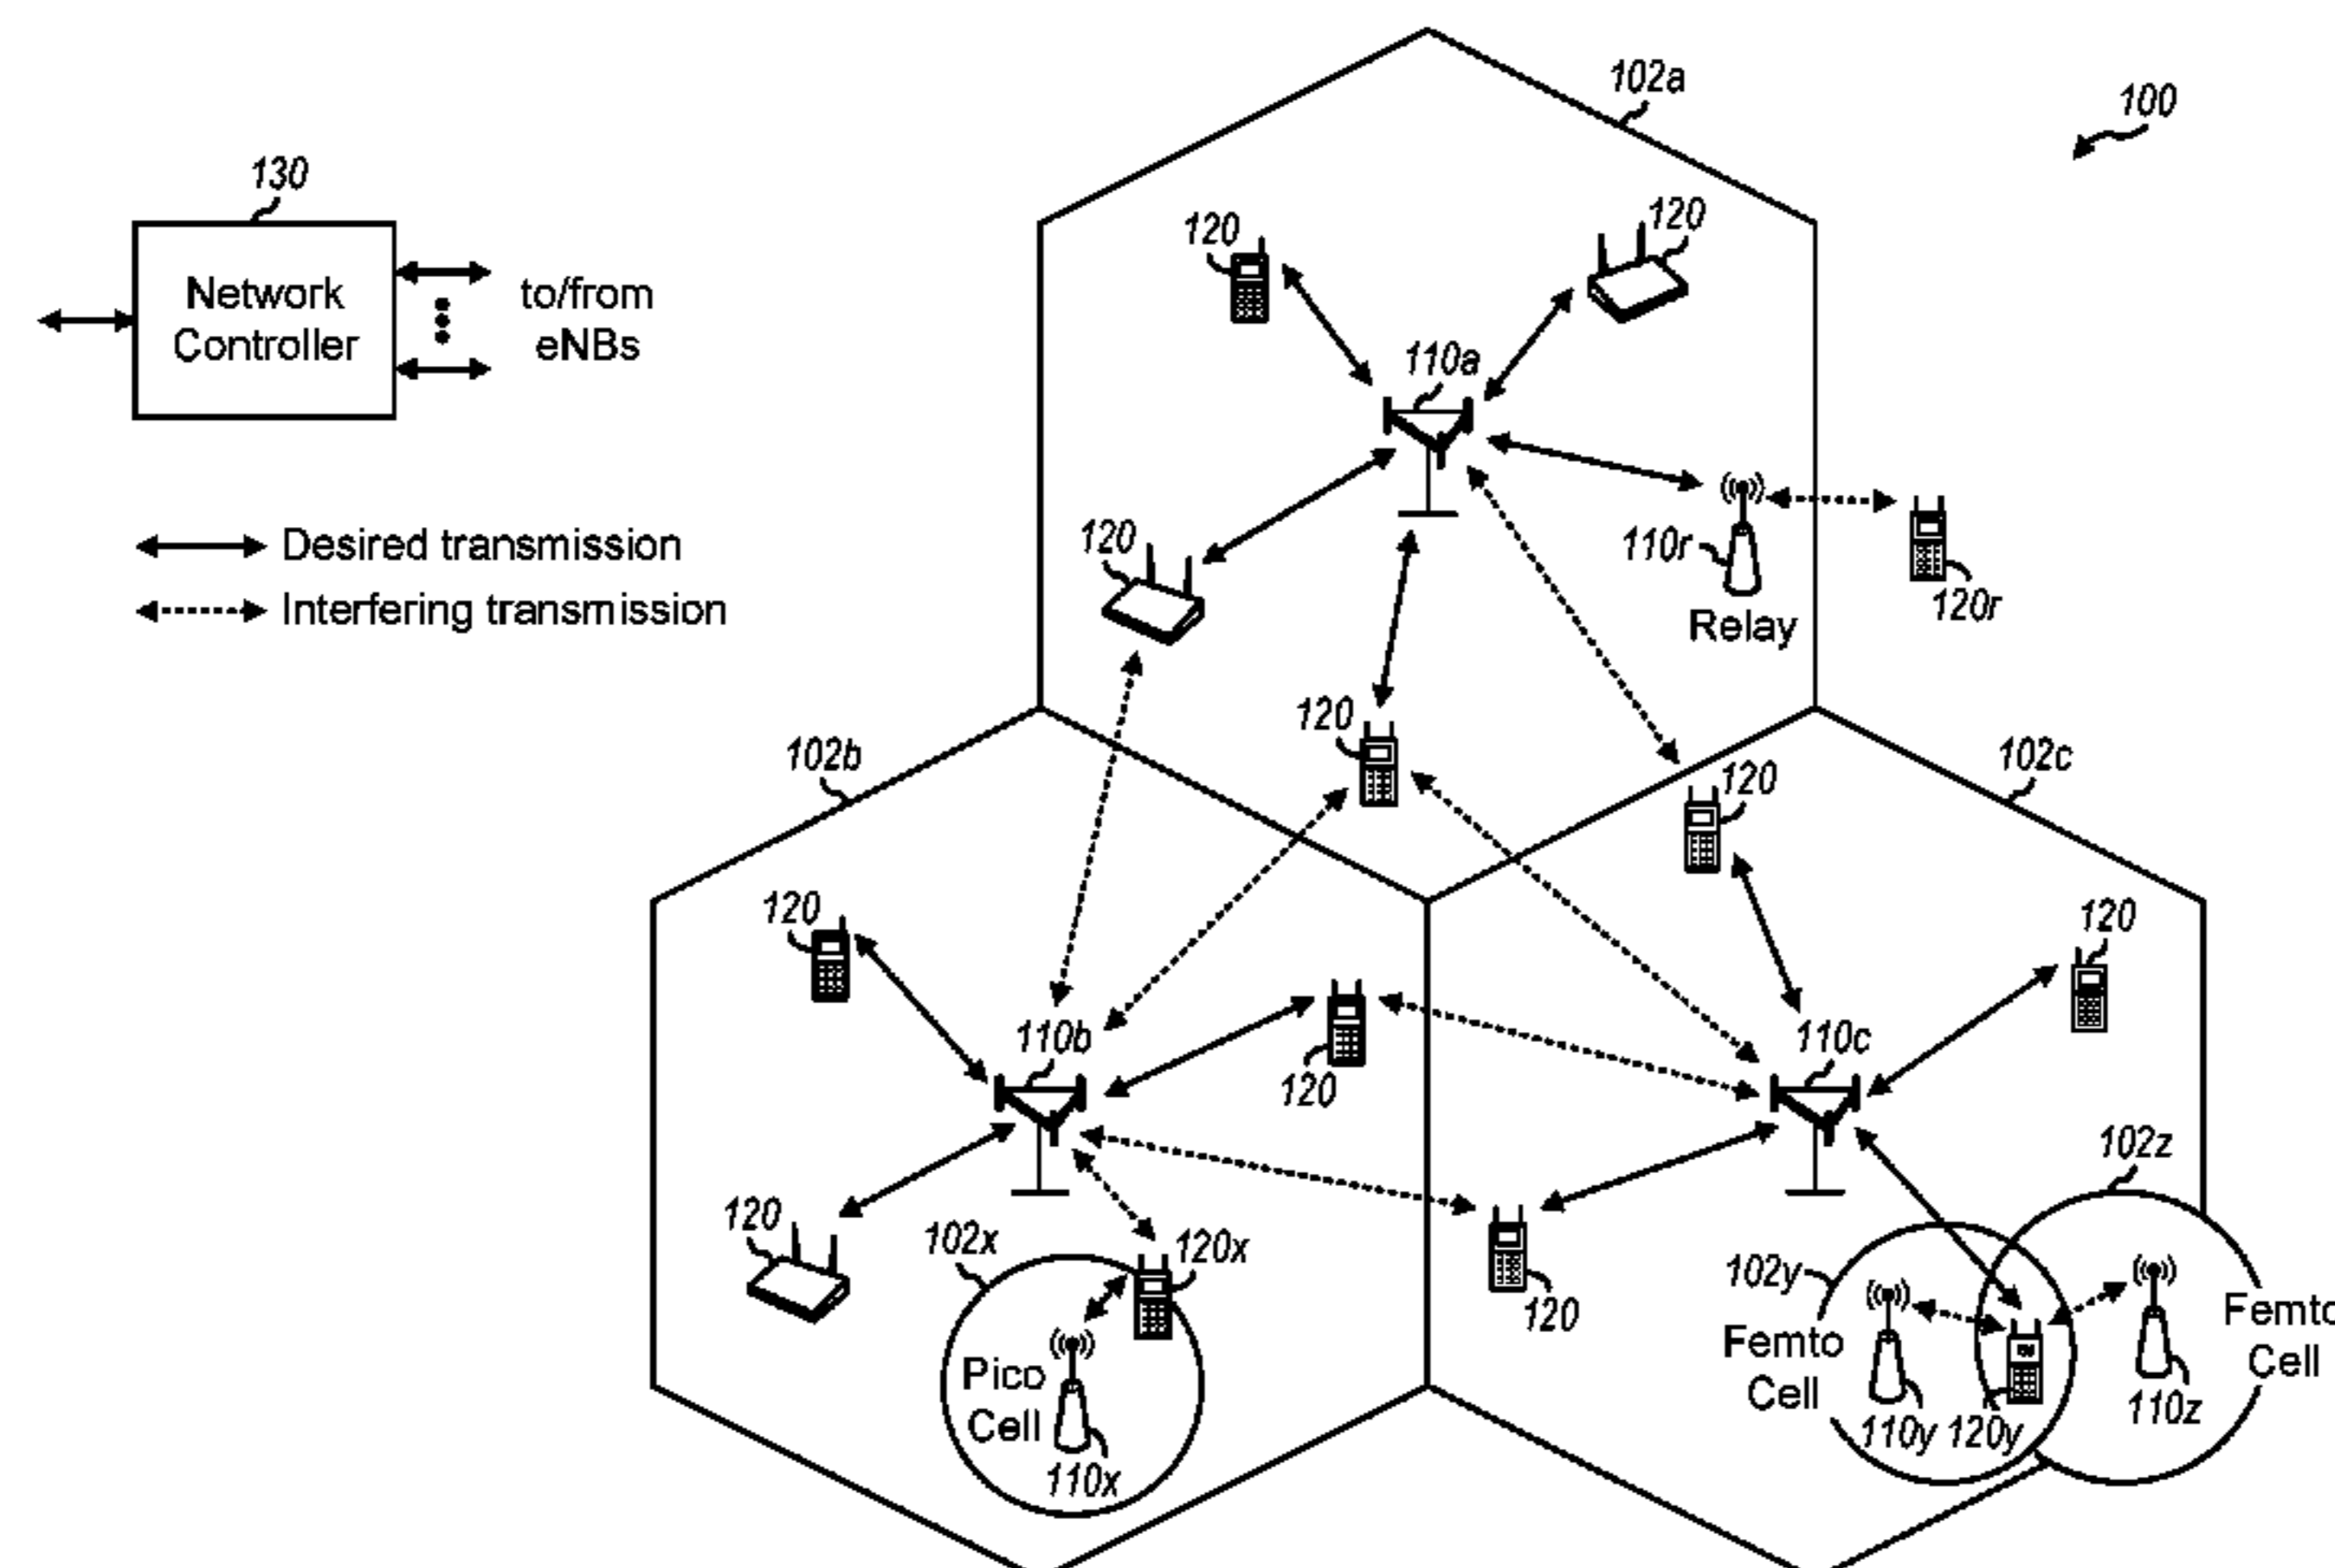 102a
100
130
120
120
Network
Controller
to/from
eNBs
110a
Desired transmission
Interfering transmission
120
110r
Relay
120r
120
102b
102c
120
120
120
110b
120
110c
102z
120
102x
120x
102y
120
Femto
Cell
110y
120y
110z
Femto
Cell
Pico
Cell
110x